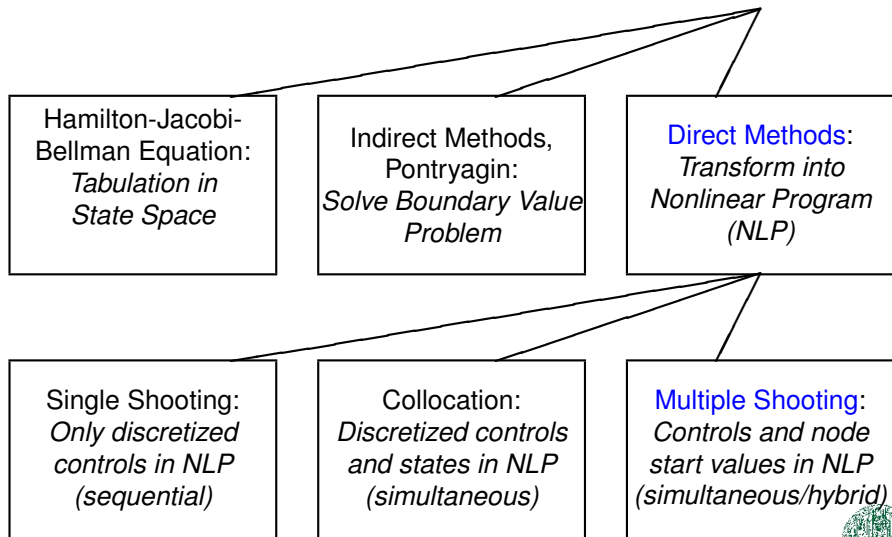 Hamilton-Jacobi-
Bellman Equation:
Tabulation in
State Space
Indirect Methods,
Pontryagin:
Solve Boundary Value
Problem
Direct Methods:
Transform into
Nonlinear Program
(NLP)
Single Shooting:
Only discretized
controls in NLP
(sequential)
Collocation:
Discretized controls
and states in NLP
(simultaneous)
Multiple Shooting:
Controls and node
start values in NLP
(simultaneous/hybrid)